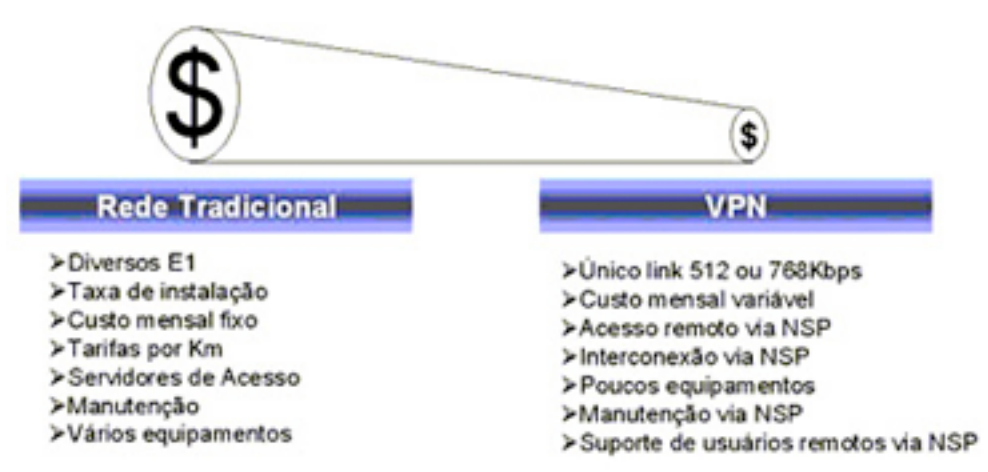 $
$
Rede Tradicional
➢Diversos E1
➢Taxa de instalação
➢Custo mensal fixo
➢Tarifas por Km
➢Servidores de Acesso
➢Manutenção
➢Vários equipamentos
VPN
➢Único link 512 ou 768Kbps
➢Custo mensal variável
➢Acesso remoto via NSP
➢Interconexão via NSP
➢Poucos equipamentos
➢Manutenção via NSP
➢Suporte de usuários remotos via NSP